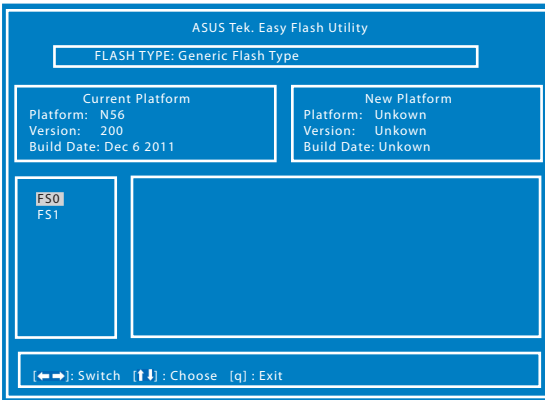 ASUS Tek. Easy Flash Utility
FLASH TYPE: Generic Flash Type
Current Platform
Platform: N56
Version: 200
Build Date: Dec 6 2011
New Platform
Platform: Unkown
Version: Unkown
Build Date: Unkown
FS0
FS1
[←→]: Switch [↑↓] : Choose [q] : Exit